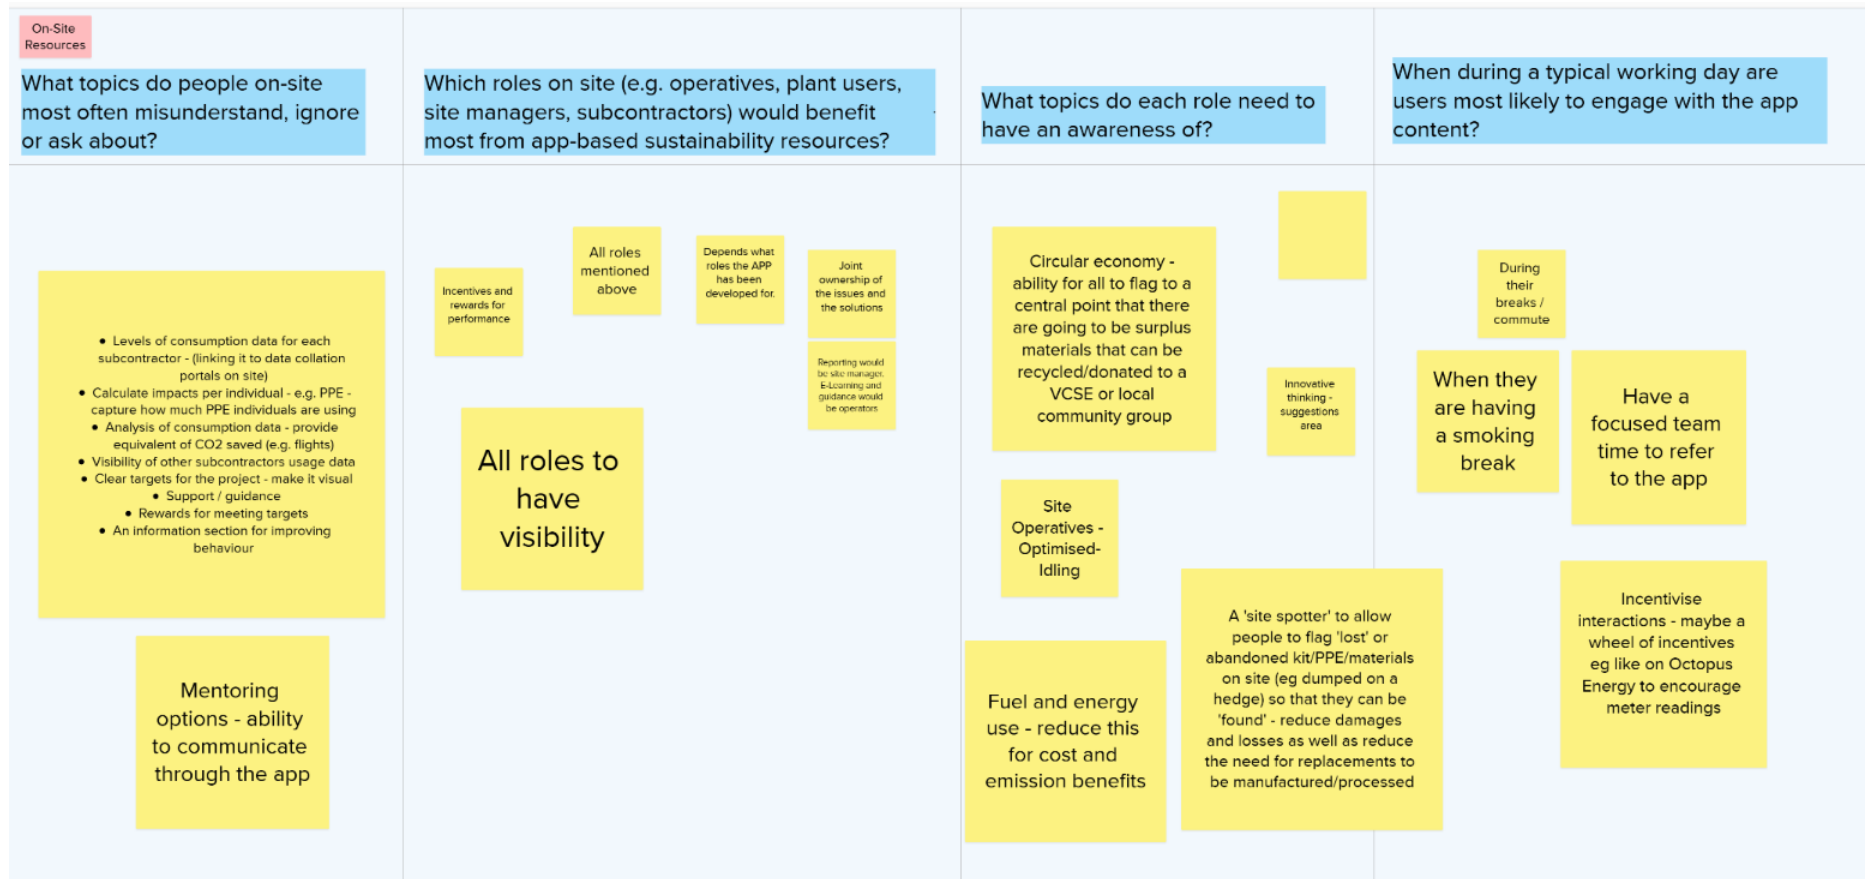 On-Site
Resources
What topics do people on-site
most often misunderstand, ignore
or ask about?
Which roles on site (e.g. operatives, plant users,
site managers, subcontractors) would benefit
most from app-based sustainability resources?
What topics do each role need to
have an awareness of?
When during a typical working day are
users most likely to engage with the app
content?
• Levels of consumption data for each
subcontractor - (linking it to data collation
portals on site)
• Calculate impacts per individual - e.g. PPE -
capture how much PPE individuals are using
• Analysis of consumption data - provide
equivalent of CO2 saved (e.g. flights)
• Visibility of other subcontractors usage data
• Clear targets for the project - make it visual
• Support / guidance
• Rewards for meeting targets
• An information section for improving
behaviour
Mentoring
options - ability
to communicate
through the app
Incentives and
rewards for
performance
All roles
mentioned
above
Depends what
roles the APP
has been
developed for.
Joint
ownership of
the issues and
the solutions
Reporting would
be site manager.
E-Learning and
guidance would
be operators
All roles to
have
visibility
Circular economy -
ability for all to flag to a
central point that there
are going to be surplus
materials that can be
recycled/donated to a
VCSE or local
community group
Innovative
thinking -
suggestions
area
Site
Operatives -
Optimised-
Idling
Fuel and energy
use - reduce this
for cost and
emission benefits
A 'site spotter' to allow
people to flag 'lost' or
abandoned kit/PPE/materials
on site (eg dumped on a
hedge) so that they can be
'found' - reduce damages
and losses as well as reduce
the need for replacements to
be manufactured/processed
During
their
breaks /
commute
When they
are having
a smoking
break
Have a
focused team
time to refer
to the app
Incentivise
interactions - maybe a
wheel of incentives
eg like on Octopus
Energy to encourage
meter readings